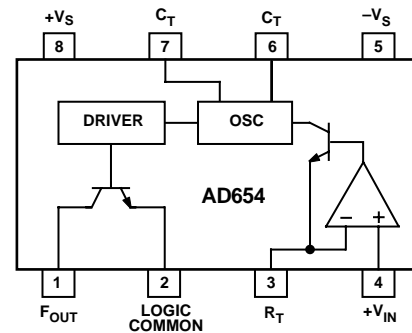 +VS CT CT –VS
8 7 6 5
DRIVER OSC
AD654
– +
1 2 3 4
FOUT LOGIC COMMON RT +VIN